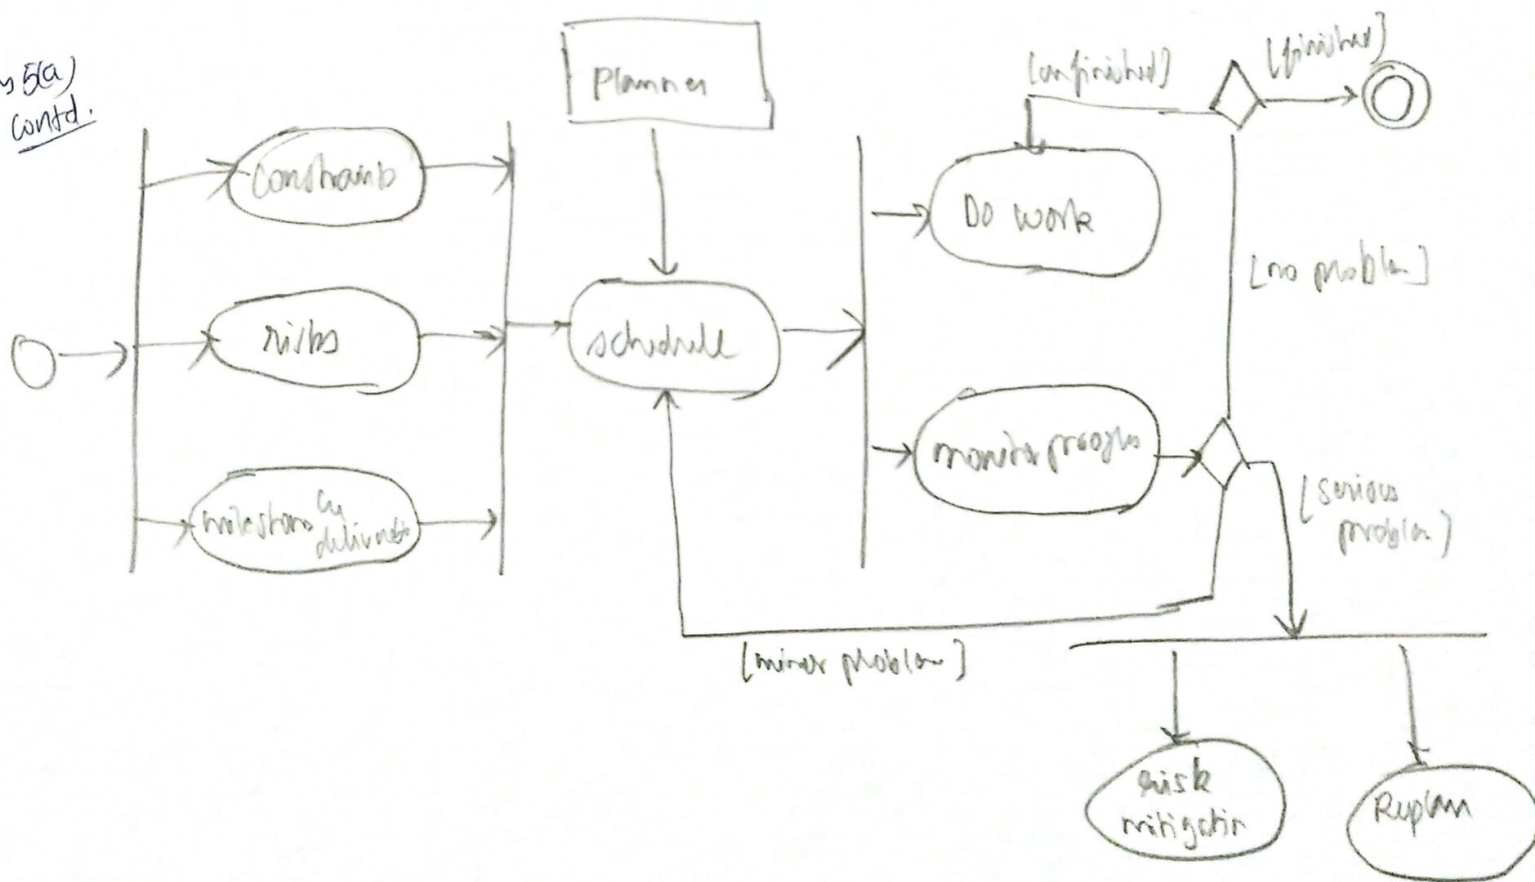 5(a)
contd.
Planner
[unfinished]
[finished]
constraints
Do work
[no problem]
risks
schedule
monitor progress
milestones &
deliverables
[serious
problem]
[minor problem]
risk
mitigation
Replan